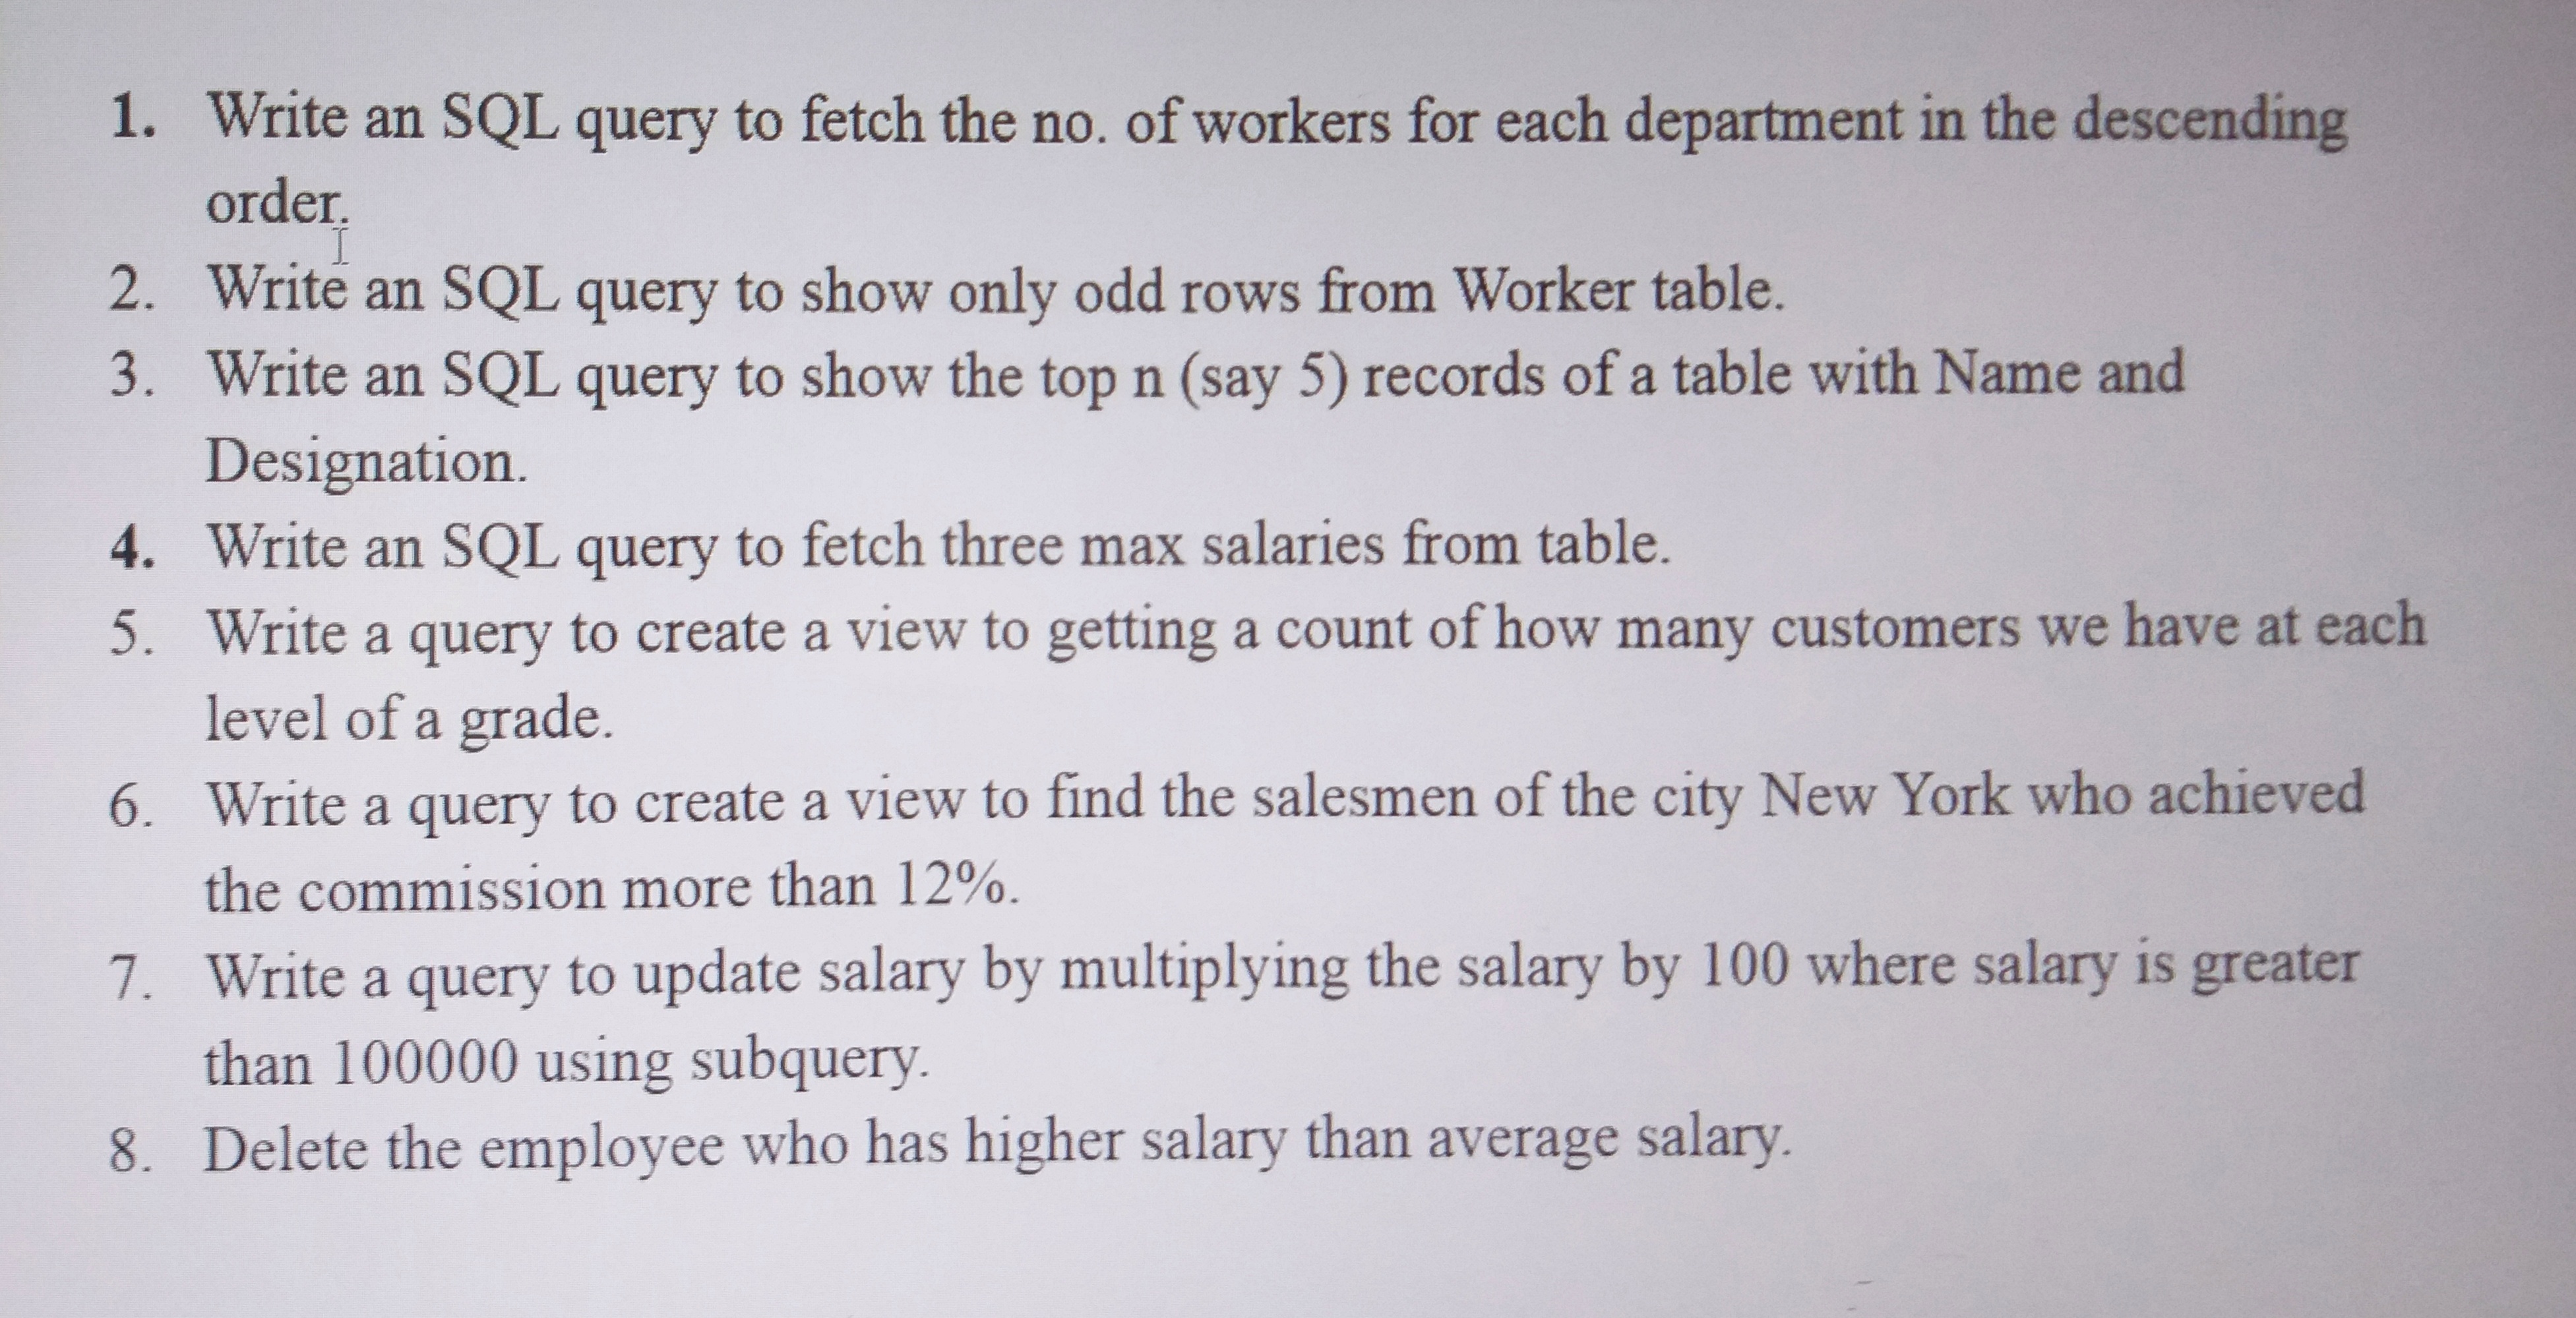 1. Write an SQL query to fetch the no. of workers for each department in the descending
order.
2. Write an SQL query to show only odd rows from Worker table.
3. Write an SQL query to show the top n (say 5) records of a table with Name and
Designation.
4. Write an SQL query to fetch three max salaries from table.
5. Write a query to create a view to getting a count of how many customers we have at each
level of a grade.
6. Write a query to create a view to find the salesmen of the city New York who achieved
the commission more than 12%.
7. Write a query to update salary by multiplying the salary by 100 where salary is greater
than 100000 using subquery.
8. Delete the employee who has higher salary than average salary.